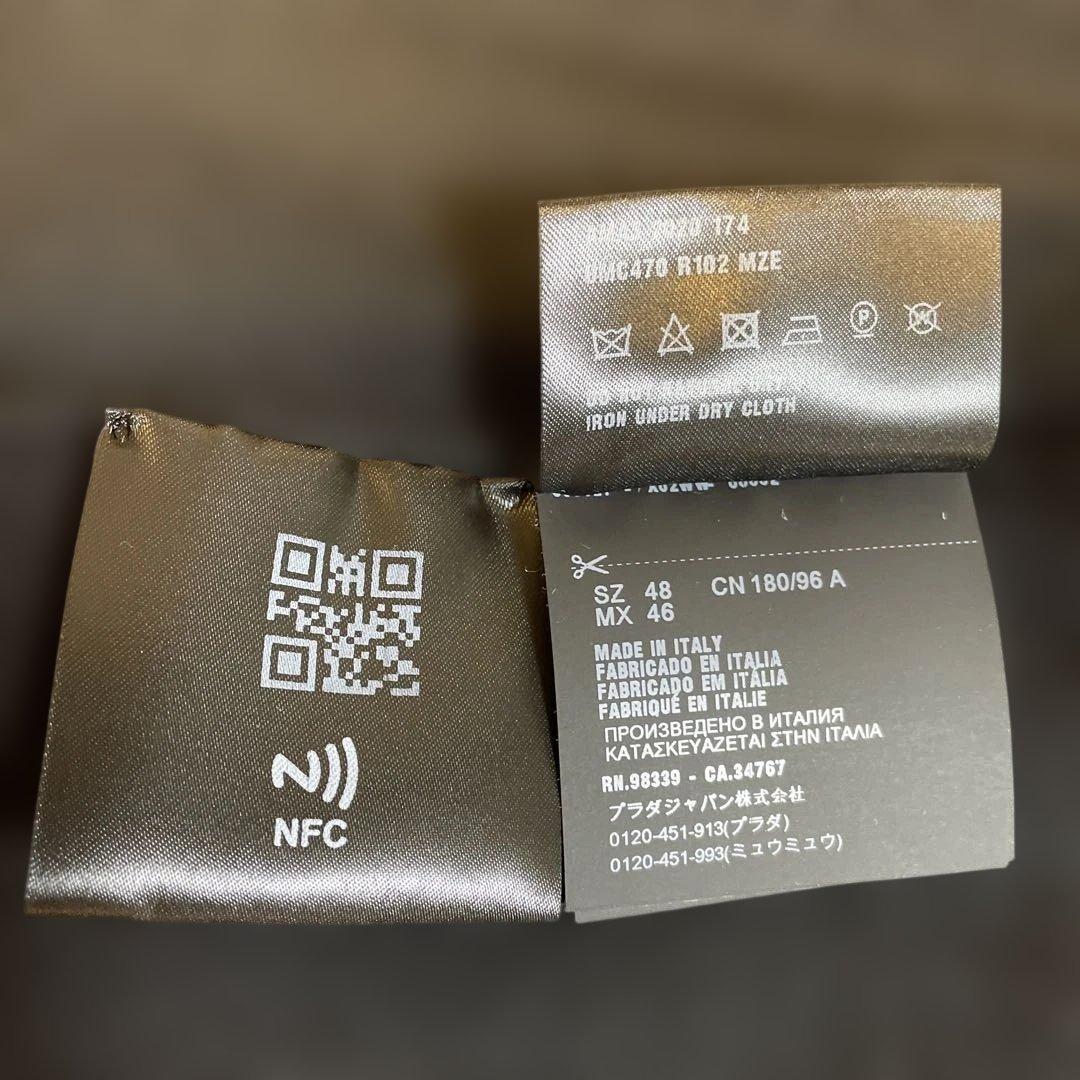 174
UMC470 R102 MZE
IRON UNDER DRY CLOTH
SZ 48 CN 180/96 A
MX 46
MADE IN ITALY
FABRICADO EN ITALIA
FABRICADO EM ITÁLIA
FABRIQUÉ EN ITALIE
ПРОИЗВЕДЕНО В ИТАЛИЯ
ΚΑΤΑΣΚΕΥΑΖΕΤΑΙ ΣΤΗΝ ΙΤΑΛΙΑ
RN.98339 - CA.34767
プラダジャパン株式会社
0120-451-913(プラダ)
0120-451-993(ミュウミュウ)
NFC